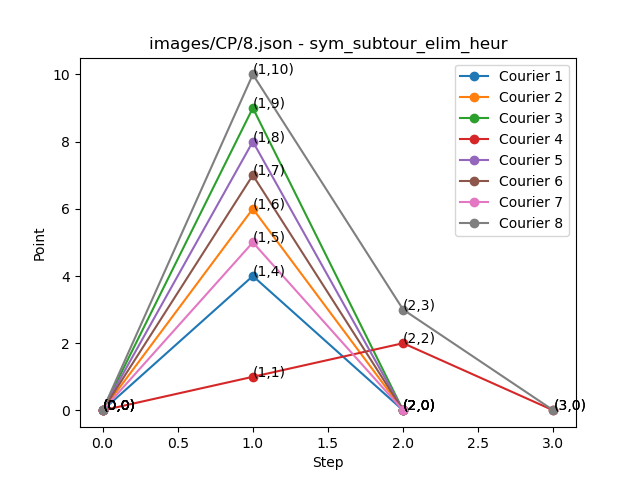 images/CP/8.json - sym_subtour_elim_heur
10
8
6
4
2
0
Point
(1,10)
(1,9)
(1,8)
(1,7)
(1,6)
(1,5)
(1,4)
(1,1)
(2,3)
(2,2)
(0,0)
(2,0)
(3,0)
Courier 1
Courier 2
Courier 3
Courier 4
Courier 5
Courier 6
Courier 7
Courier 8
0.0 0.5 1.0 1.5 2.0 2.5 3.0
Step